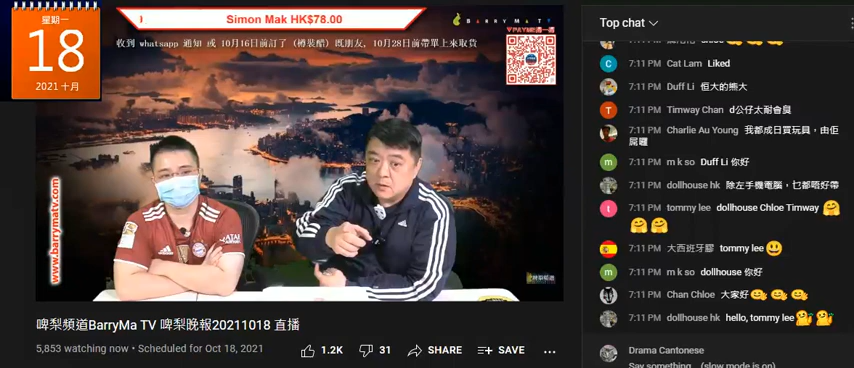 星期一
18
2021 十月
Simon Mak HK$78.00
BARRYMATV
收到 whatsapp 通知 或 10月16日前訂了（樽裝醋）既朋友，10月28日前帶單上來取貨
www.barrymatv.com
啤梨頻道BarryMa TV 啤梨晚報20211018 直播
5,853 watching now • Scheduled for Oct 18, 2021
1.2K
31
SHARE
SAVE
Top chat
7:11 PM Cat Lam Liked
7:11 PM Duff Li 恒大的熊大
7:11 PM Timway Chan d公仔太耐會臭
7:11 PM Charlie Au Young 我都成日買玩具，由佢
屍囉
7:11 PM m k so Duff Li 你好
7:11 PM dollhouse hk 除左手機電腦，乜都唔好帶
7:11 PM tommy lee dollhouse Chloe Timway 🤗
🤗🤗
7:11 PM 大西班牙膠 tommy lee 😃
7:11 PM m k so dollhouse 你好
7:11 PM Chan Chloe 大家好
7:11 PM dollhouse hk hello, tommy lee
Drama Cantonese
Say something... (slow mode is on)